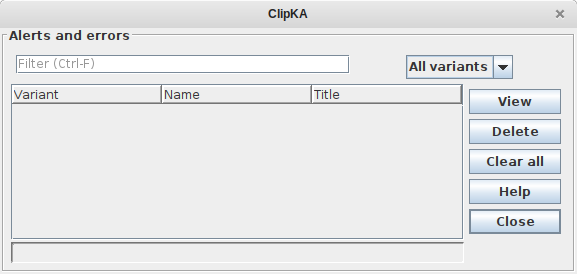 ClipKA
Alerts and errors
Filter (Ctrl-F)
All variants
Variant Name Title
View
Delete
Clear all
Help
Close